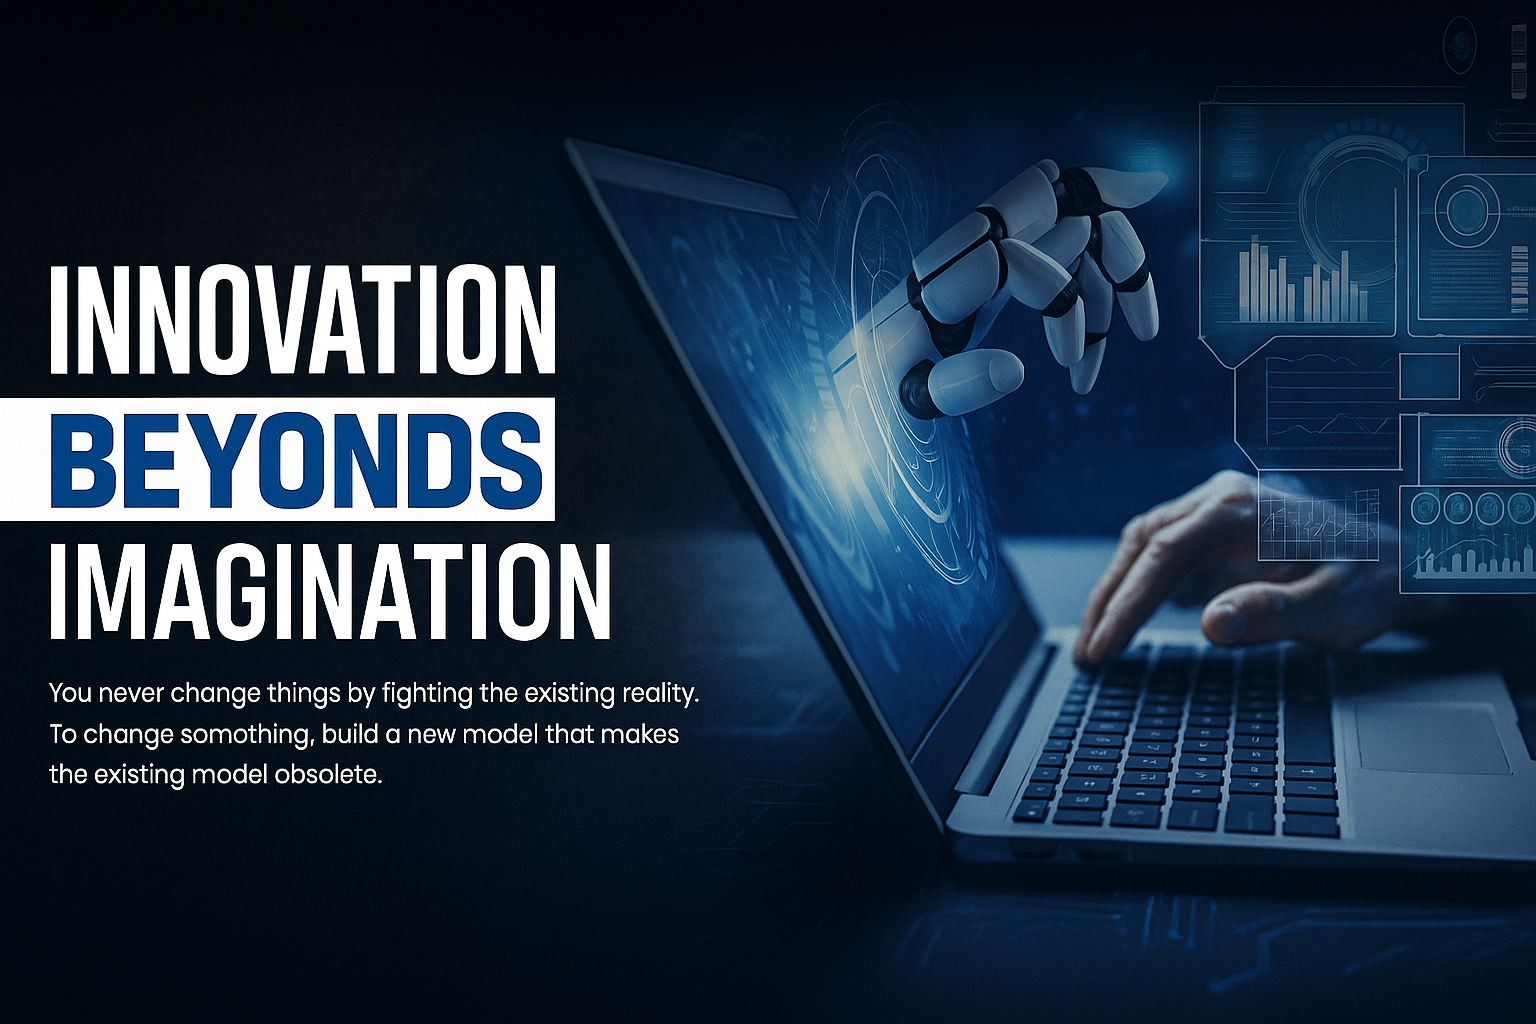 INNOVATION
BEYONDS
IMAGINATION
You never change things by fighting the existing reality.
To change somothing, build a new model that makes
the existing model obsolete.